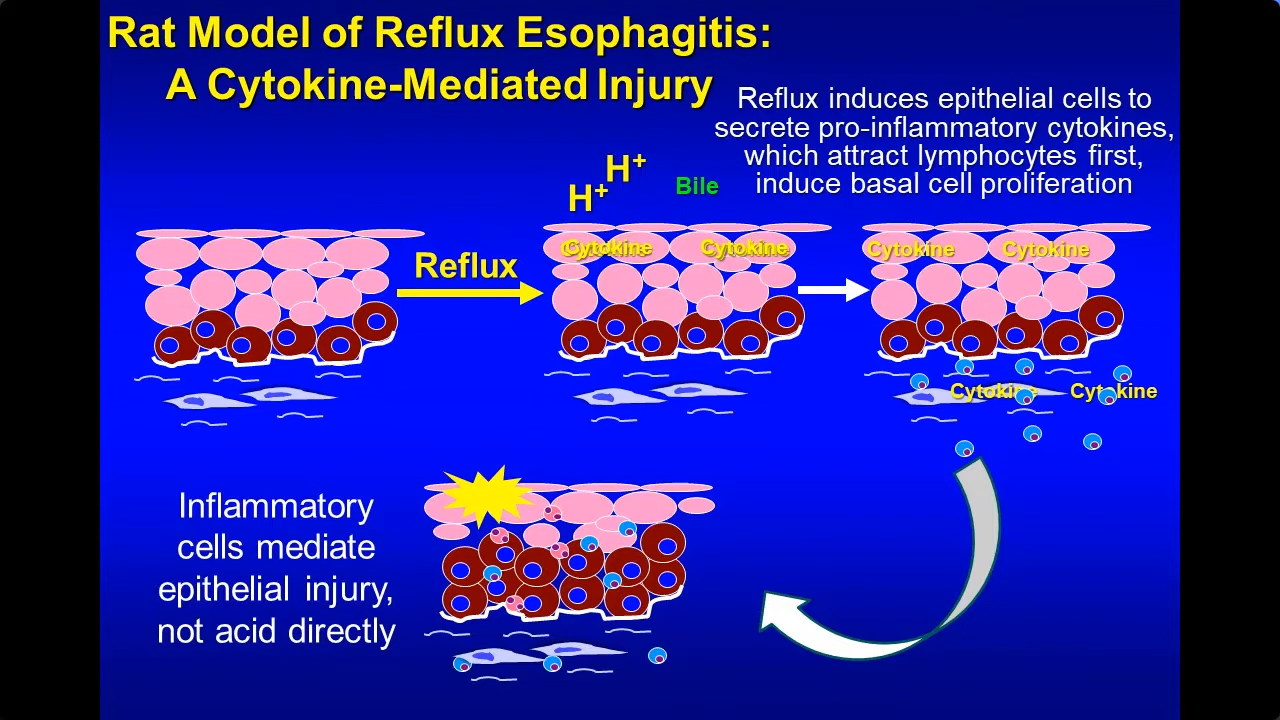 Rat Model of Reflux Esophagitis:
A Cytokine-Mediated Injury
Reflux induces epithelial cells to
secrete pro-inflammatory cytokines,
which attract lymphocytes first,
induce basal cell proliferation
H+
H+
Bile
Reflux
Cytokine
Cytokine
Cytokine
Cytokine
Cytokine
Cytokine
Inflammatory
cells mediate
epithelial injury,
not acid directly